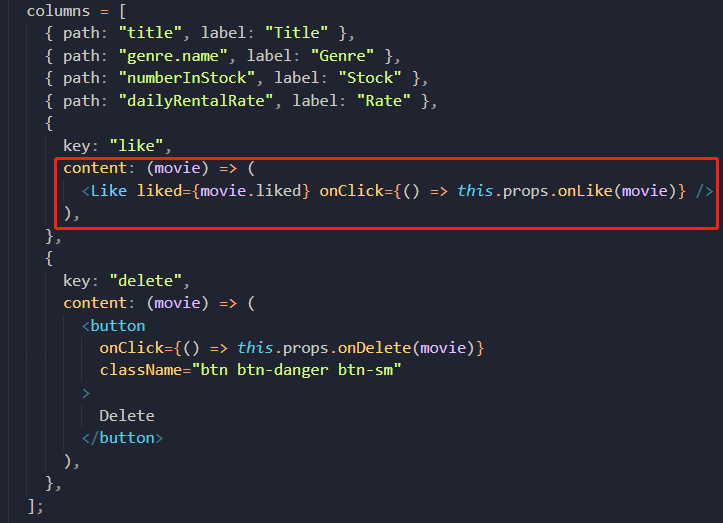 columns = [
  { path: "title", label: "Title" },
  { path: "genre.name", label: "Genre" },
  { path: "numberInStock", label: "Stock" },
  { path: "dailyRentalRate", label: "Rate" },
  {
    key: "like",
    content: (movie) => (
      <Like liked={movie.liked} onClick={() => this.props.onLike(movie)} />
    ),
  },
  {
    key: "delete",
    content: (movie) => (
      <button
        onClick={() => this.props.onDelete(movie)}
        className="btn btn-danger btn-sm"
      >
        Delete
      </button>
    ),
  },
];